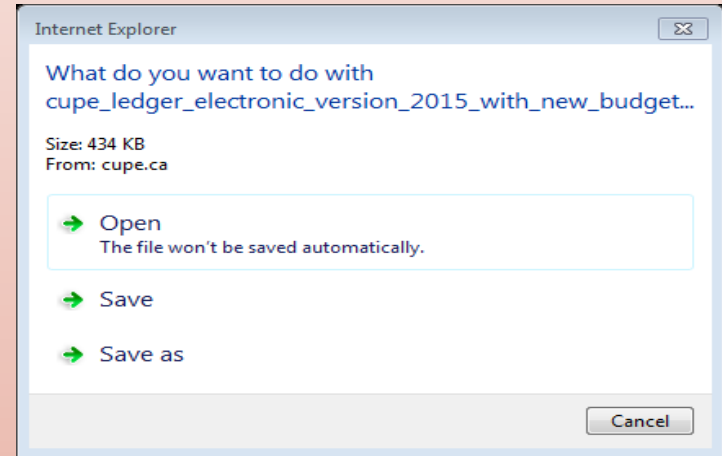 Internet Explorer
What do you want to do with
cupe_ledger_electronic_version_2015_with_new_budget...
Size: 434 KB
From: cupe.ca
Open
The file won't be saved automatically.
Save
Save as
Cancel